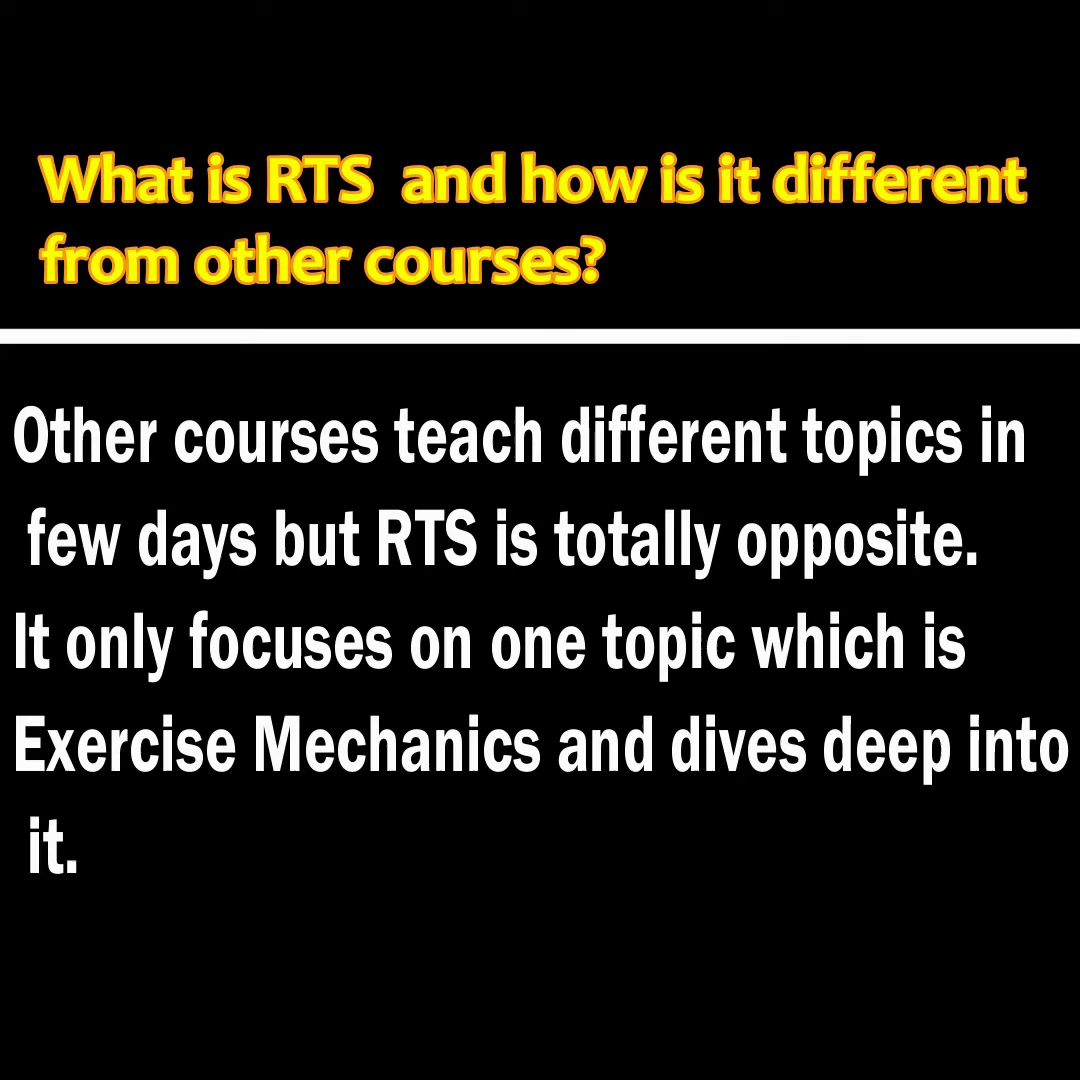 What is RTS  and how is it different
from other courses?
Other courses teach different topics in
few days but RTS is totally opposite.
It only focuses on one topic which is
Exercise Mechanics and dives deep into
it.